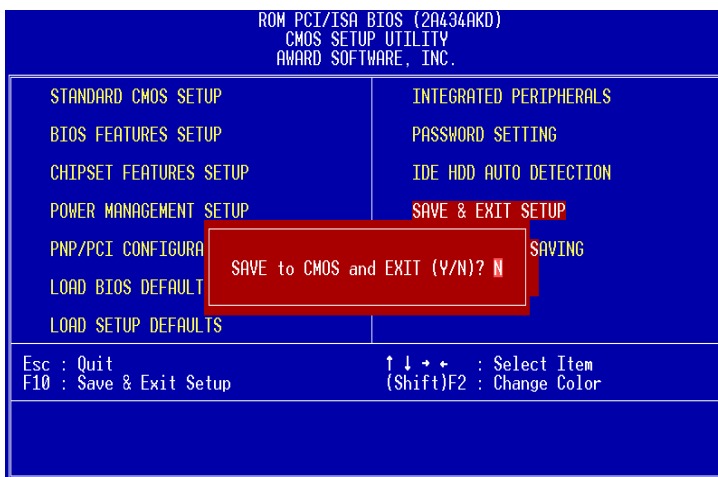 ROM PCI/ISA BIOS (2A434AKD)
CMOS SETUP UTILITY
AWARD SOFTWARE, INC.
STANDARD CMOS SETUP
BIOS FEATURES SETUP
CHIPSET FEATURES SETUP
POWER MANAGEMENT SETUP
PNP/PCI CONFIGURA
LOAD BIOS DEFAULT
LOAD SETUP DEFAULTS
INTEGRATED PERIPHERALS
PASSWORD SETTING
IDE HDD AUTO DETECTION
SAVE & EXIT SETUP
SAVING
SAVE to CMOS and EXIT (Y/N)? N
Esc : Quit
F10 : Save & Exit Setup
↑ ↓ → ← : Select Item
(Shift)F2 : Change Color